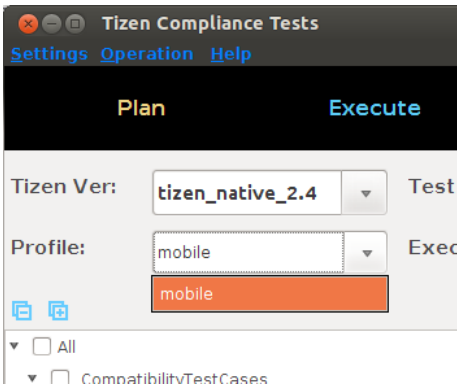 Tizen Compliance Tests
Settings Operation Help
Plan Execute
Tizen Ver: tizen_native_2.4 Test
Profile: mobile Exec
mobile
All
CompatibilityTestCases